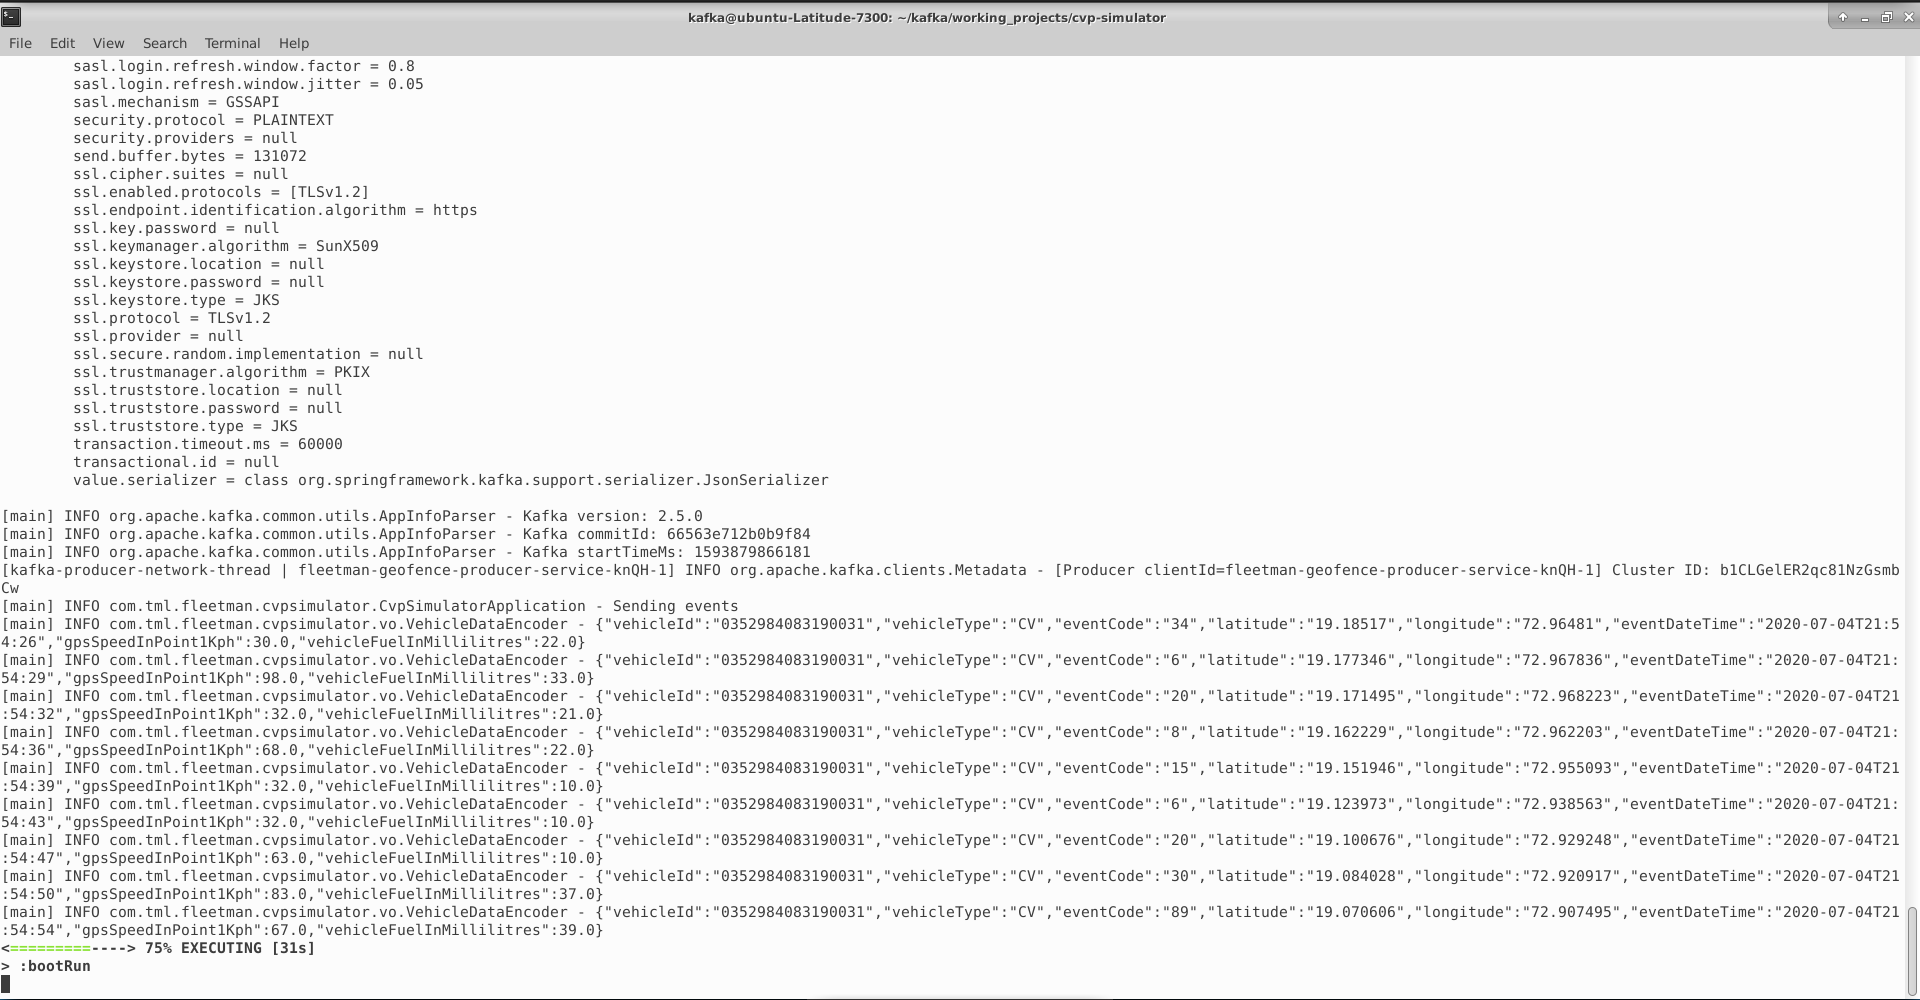 kafka@ubuntu-Latitude-7300: ~/kafka/working_projects/cvp-simulator
File Edit View Search Terminal Help
sasl.login.refresh.window.factor = 0.8
sasl.login.refresh.window.jitter = 0.05
sasl.mechanism = GSSAPI
security.protocol = PLAINTEXT
security.providers = null
send.buffer.bytes = 131072
ssl.cipher.suites = null
ssl.enabled.protocols = [TLSv1.2]
ssl.endpoint.identification.algorithm = https
ssl.key.password = null
ssl.keymanager.algorithm = SunX509
ssl.keystore.location = null
ssl.keystore.password = null
ssl.keystore.type = JKS
ssl.protocol = TLSv1.2
ssl.provider = null
ssl.secure.random.implementation = null
ssl.trustmanager.algorithm = PKIX
ssl.truststore.location = null
ssl.truststore.password = null
ssl.truststore.type = JKS
transaction.timeout.ms = 60000
transactional.id = null
value.serializer = class org.springframework.kafka.support.serializer.JsonSerializer
[main] INFO org.apache.kafka.common.utils.AppInfoParser - Kafka version: 2.5.0
[main] INFO org.apache.kafka.common.utils.AppInfoParser - Kafka commitId: 66563e712b0b9f84
[main] INFO org.apache.kafka.common.utils.AppInfoParser - Kafka startTimeMs: 1593879866181
[kafka-producer-network-thread | fleetman-geofence-producer-service-knQH-1] INFO org.apache.kafka.clients.Metadata - [Producer clientId=fleetman-geofence-producer-service-knQH-1] Cluster ID: b1CLGelER2qc81NzGsmb
Cw
[main] INFO com.tml.fleetman.cvpsimulator.CvpSimulatorApplication - Sending events
[main] INFO com.tml.fleetman.cvpsimulator.vo.VehicleDataEncoder - {"vehicleId":"0352984083190031","vehicleType":"CV","eventCode":"34","latitude":"19.18517","longitude":"72.96481","eventDateTime":"2020-07-04T21:5
4:26","gpsSpeedInPoint1Kph":30.0,"vehicleFuelInMillilitres":22.0}
[main] INFO com.tml.fleetman.cvpsimulator.vo.VehicleDataEncoder - {"vehicleId":"0352984083190031","vehicleType":"CV","eventCode":"6","latitude":"19.177346","longitude":"72.967836","eventDateTime":"2020-07-04T21:
54:29","gpsSpeedInPoint1Kph":98.0,"vehicleFuelInMillilitres":33.0}
[main] INFO com.tml.fleetman.cvpsimulator.vo.VehicleDataEncoder - {"vehicleId":"0352984083190031","vehicleType":"CV","eventCode":"20","latitude":"19.171495","longitude":"72.968223","eventDateTime":"2020-07-04T21
:54:32","gpsSpeedInPoint1Kph":32.0,"vehicleFuelInMillilitres":21.0}
[main] INFO com.tml.fleetman.cvpsimulator.vo.VehicleDataEncoder - {"vehicleId":"0352984083190031","vehicleType":"CV","eventCode":"8","latitude":"19.162229","longitude":"72.962203","eventDateTime":"2020-07-04T21:
54:36","gpsSpeedInPoint1Kph":68.0,"vehicleFuelInMillilitres":22.0}
[main] INFO com.tml.fleetman.cvpsimulator.vo.VehicleDataEncoder - {"vehicleId":"0352984083190031","vehicleType":"CV","eventCode":"15","latitude":"19.151946","longitude":"72.955093","eventDateTime":"2020-07-04T21
:54:39","gpsSpeedInPoint1Kph":32.0,"vehicleFuelInMillilitres":10.0}
[main] INFO com.tml.fleetman.cvpsimulator.vo.VehicleDataEncoder - {"vehicleId":"0352984083190031","vehicleType":"CV","eventCode":"6","latitude":"19.123973","longitude":"72.938563","eventDateTime":"2020-07-04T21:
54:43","gpsSpeedInPoint1Kph":32.0,"vehicleFuelInMillilitres":10.0}
[main] INFO com.tml.fleetman.cvpsimulator.vo.VehicleDataEncoder - {"vehicleId":"0352984083190031","vehicleType":"CV","eventCode":"20","latitude":"19.100676","longitude":"72.929248","eventDateTime":"2020-07-04T21
:54:47","gpsSpeedInPoint1Kph":63.0,"vehicleFuelInMillilitres":10.0}
[main] INFO com.tml.fleetman.cvpsimulator.vo.VehicleDataEncoder - {"vehicleId":"0352984083190031","vehicleType":"CV","eventCode":"30","latitude":"19.084028","longitude":"72.920917","eventDateTime":"2020-07-04T21
:54:50","gpsSpeedInPoint1Kph":83.0,"vehicleFuelInMillilitres":37.0}
[main] INFO com.tml.fleetman.cvpsimulator.vo.VehicleDataEncoder - {"vehicleId":"0352984083190031","vehicleType":"CV","eventCode":"89","latitude":"19.070606","longitude":"72.907495","eventDateTime":"2020-07-04T21
:54:54","gpsSpeedInPoint1Kph":67.0,"vehicleFuelInMillilitres":39.0}
<=========----> 75% EXECUTING [31s]
> :bootRun